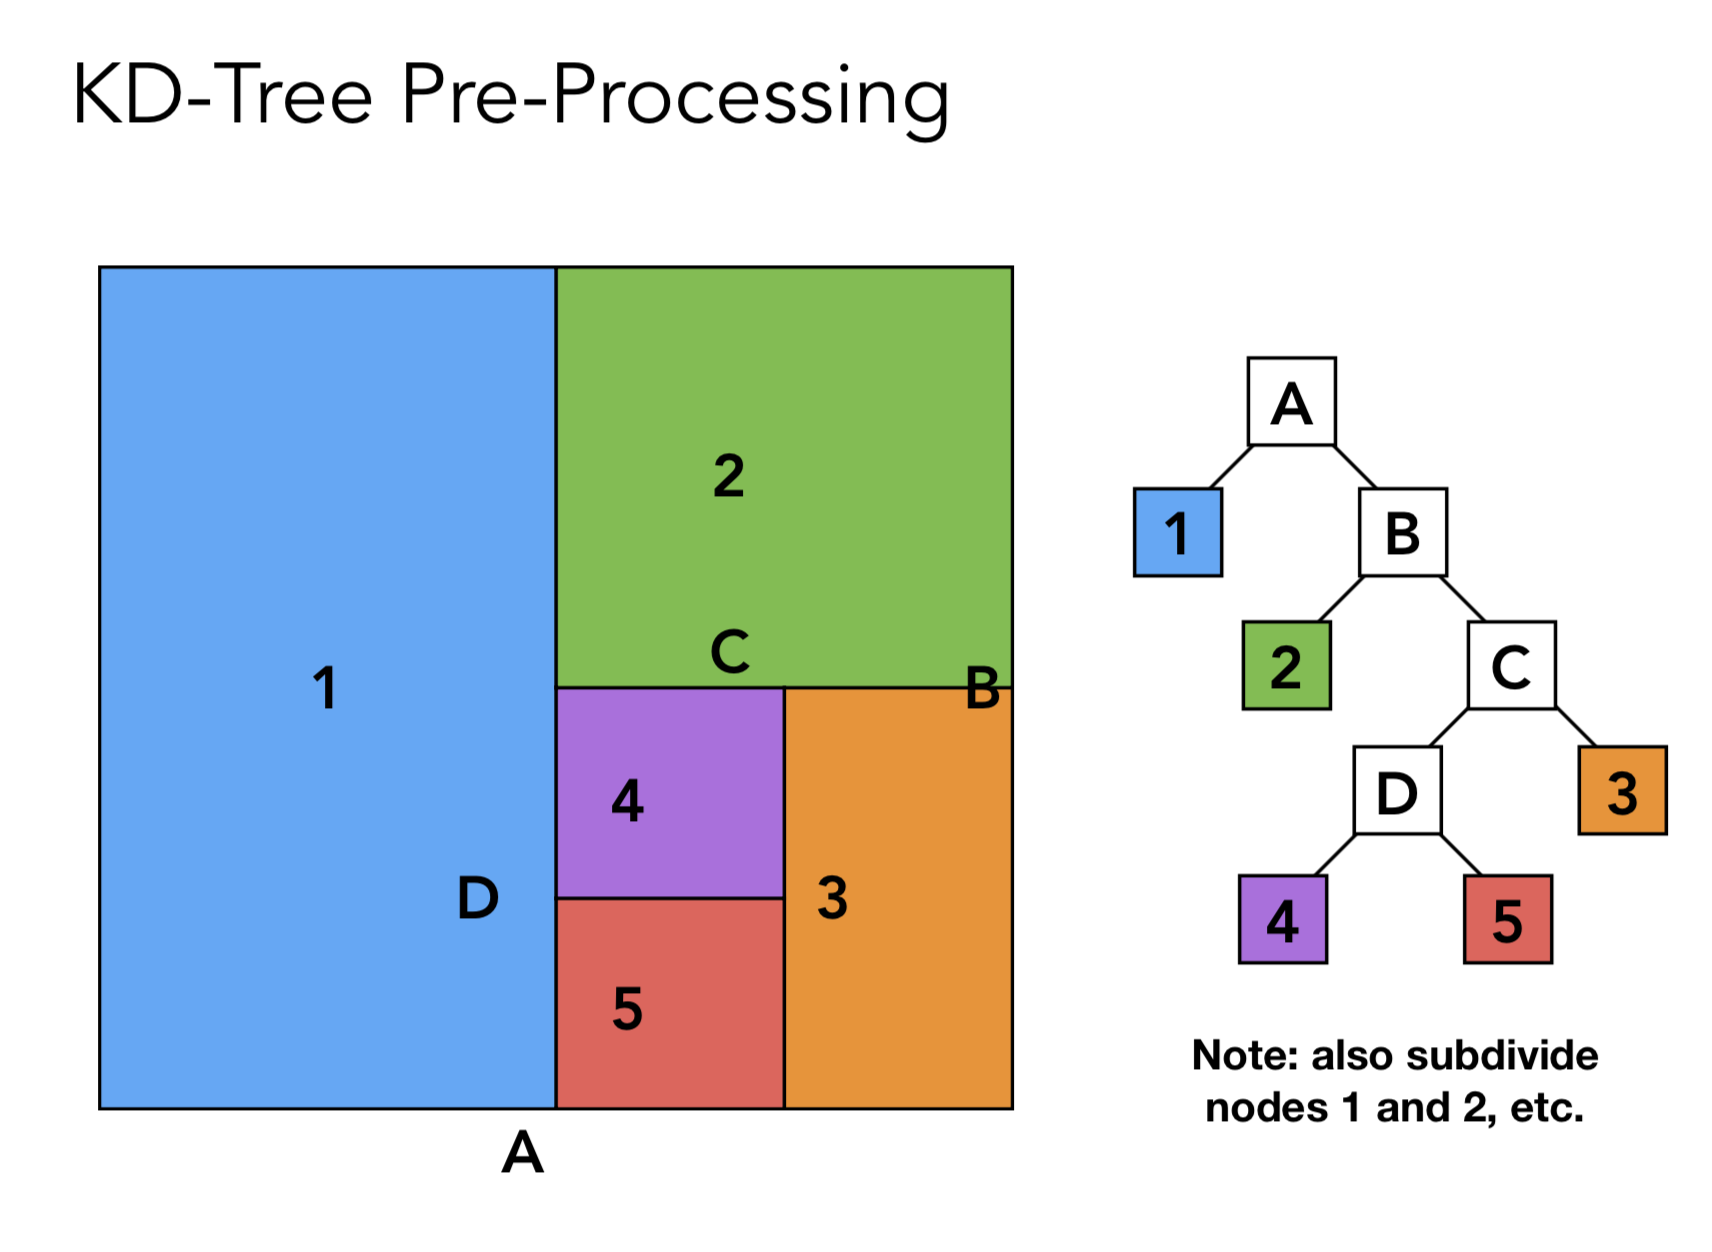 KD-Tree Pre-Processing
2
C
B
1
4
D
3
5
A
A
1
B
2
C
D
3
4
5
Note: also subdivide
nodes 1 and 2, etc.